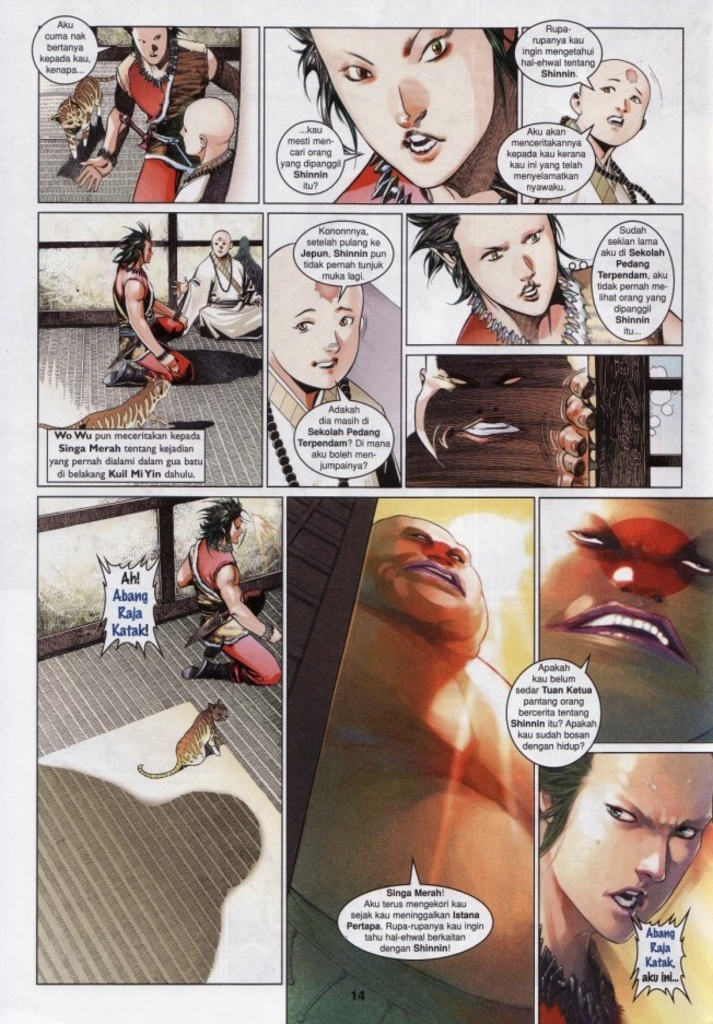 Aku
cuma nak
bertanya
kepada kau,
kenapa...
...kau
mesti men-
cari orang
yang dipanggil
Shinnin
itu?
Rupa-
rupanya kau
ingin mengetahui
hal-ehwal tentang
Shinnin.
Aku akan
menceritakannya
kepada kau kerana
kau ini yang telah
menyelamatkan
nyawaku.
Wo Wu pun meceritakan kepada
Singa Merah tentang kejadian
yang pernah dialami dalam gua batu
di belakang Kuil Mi Yin dahulu.
Kononnnya,
setelah pulang ke
Jepun, Shinnin pun
tidak pernah tunjuk
muka lagi.
Adakah
dia masih di
Sekolah Pedang
Terpendam? Di mana
aku boleh men-
jumpainya?
Sudah
sekian lama
aku di Sekolah
Pedang
Terpendam, aku
tidak pernah me-
lihat orang yang
dipanggil
Shinnin
itu...
Ah!
Abang
Raja
Katak!
Singa Merah!
Aku terus mengekori kau
sejak kau meninggalkan Istana
Pertapa. Rupa-rupanya kau ingin
tahu hal-ehwal berkaitan
dengan Shinnin!
Apakah
kau belum
sedar Tuan Ketua
pantang orang
bercerita tentang
Shinnin itu? Apakah
kau sudah bosan
dengan hidup?
Abang
Raja
Katak,
aku ini...
14